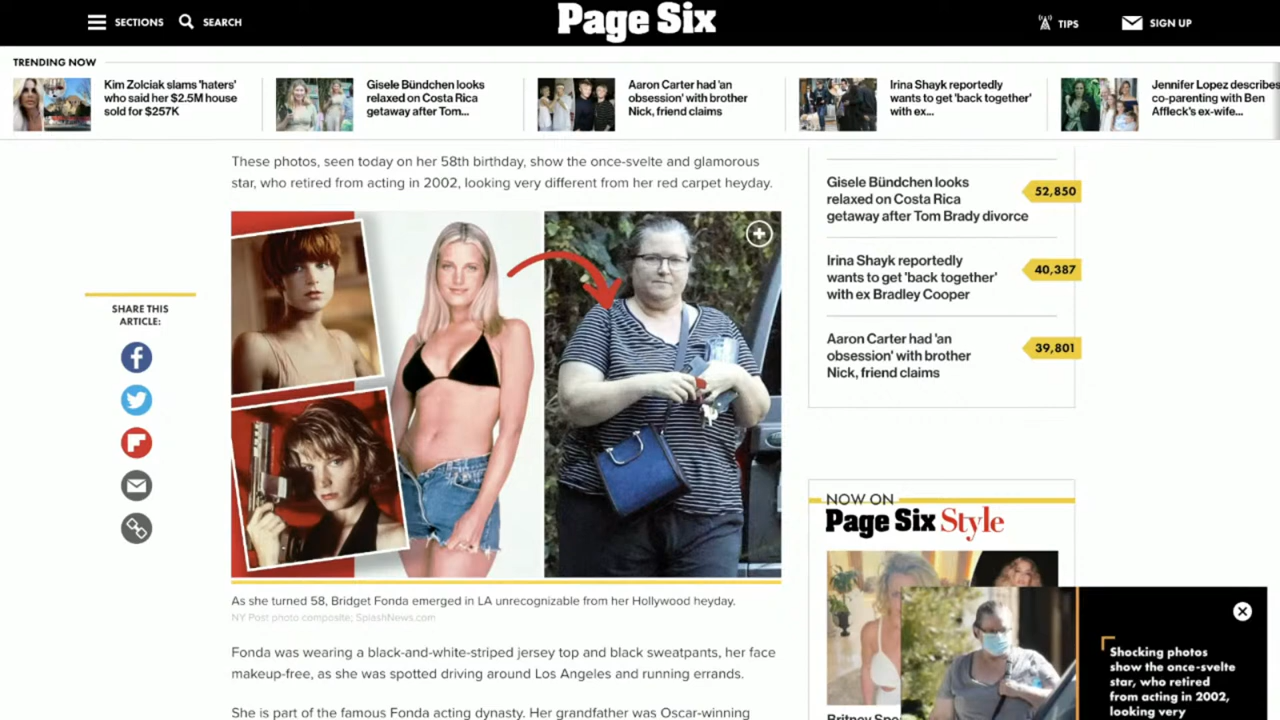 SECTIONS
SEARCH
Page Six
TIPS
SIGN UP
TRENDING NOW
Kim Zolciak slams 'haters'
who said her $2.5M house
sold for $257K
Gisele Bündchen looks
relaxed on Costa Rica
getaway after Tom...
Aaron Carter had 'an
obsession' with brother
Nick, friend claims
Irina Shayk reportedly
wants to get 'back together'
with ex...
Jennifer Lopez describes
co-parenting with Ben
Affleck's ex-wife...
These photos, seen today on her 58th birthday, show the once-svelte and glamorous
star, who retired from acting in 2002, looking very different from her red carpet heyday.
SHARE THIS
ARTICLE:
As she turned 58, Bridget Fonda emerged in LA unrecognizable from her Hollywood heyday.
NY Post photo composite; SplashNews.com
Fonda was wearing a black-and-white-striped jersey top and black sweatpants, her face
makeup-free, as she was spotted driving around Los Angeles and running errands.
She is part of the famous Fonda acting dynasty. Her grandfather was Oscar-winning
Gisele Bündchen looks
relaxed on Costa Rica
getaway after Tom Brady divorce
52,850
Irina Shayk reportedly
wants to get 'back together'
with ex Bradley Cooper
40,387
Aaron Carter had 'an
obsession' with brother
Nick, friend claims
39,801
NOW ON
Page Six Style
Britney
Shocking photos
show the once-svelte
star, who retired
from acting in 2002,
looking very